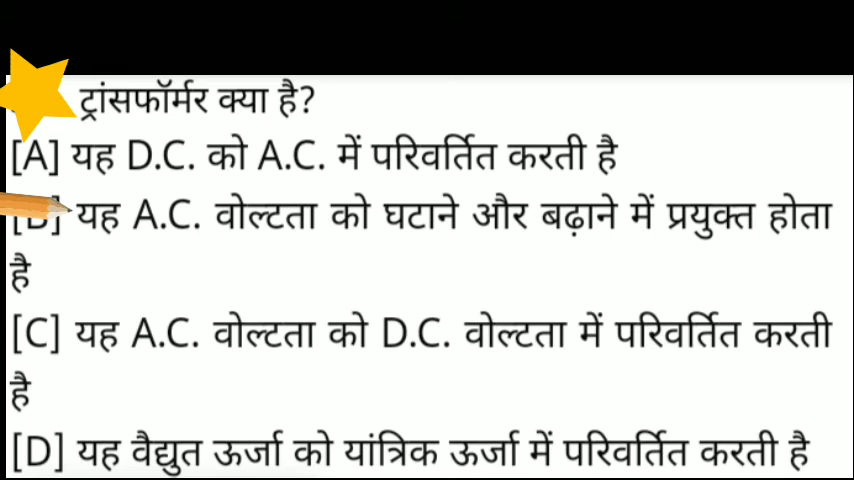 ट्रांसफॉर्मर क्या है?
[A] यह D.C. को A.C. में परिवर्तित करती है
[B] यह A.C. वोल्टता को घटाने और बढ़ाने में प्रयुक्त होता
है
[C] यह A.C. वोल्टता को D.C. वोल्टता में परिवर्तित करती
है
[D] यह वैद्युत ऊर्जा को यांत्रिक ऊर्जा में परिवर्तित करती है